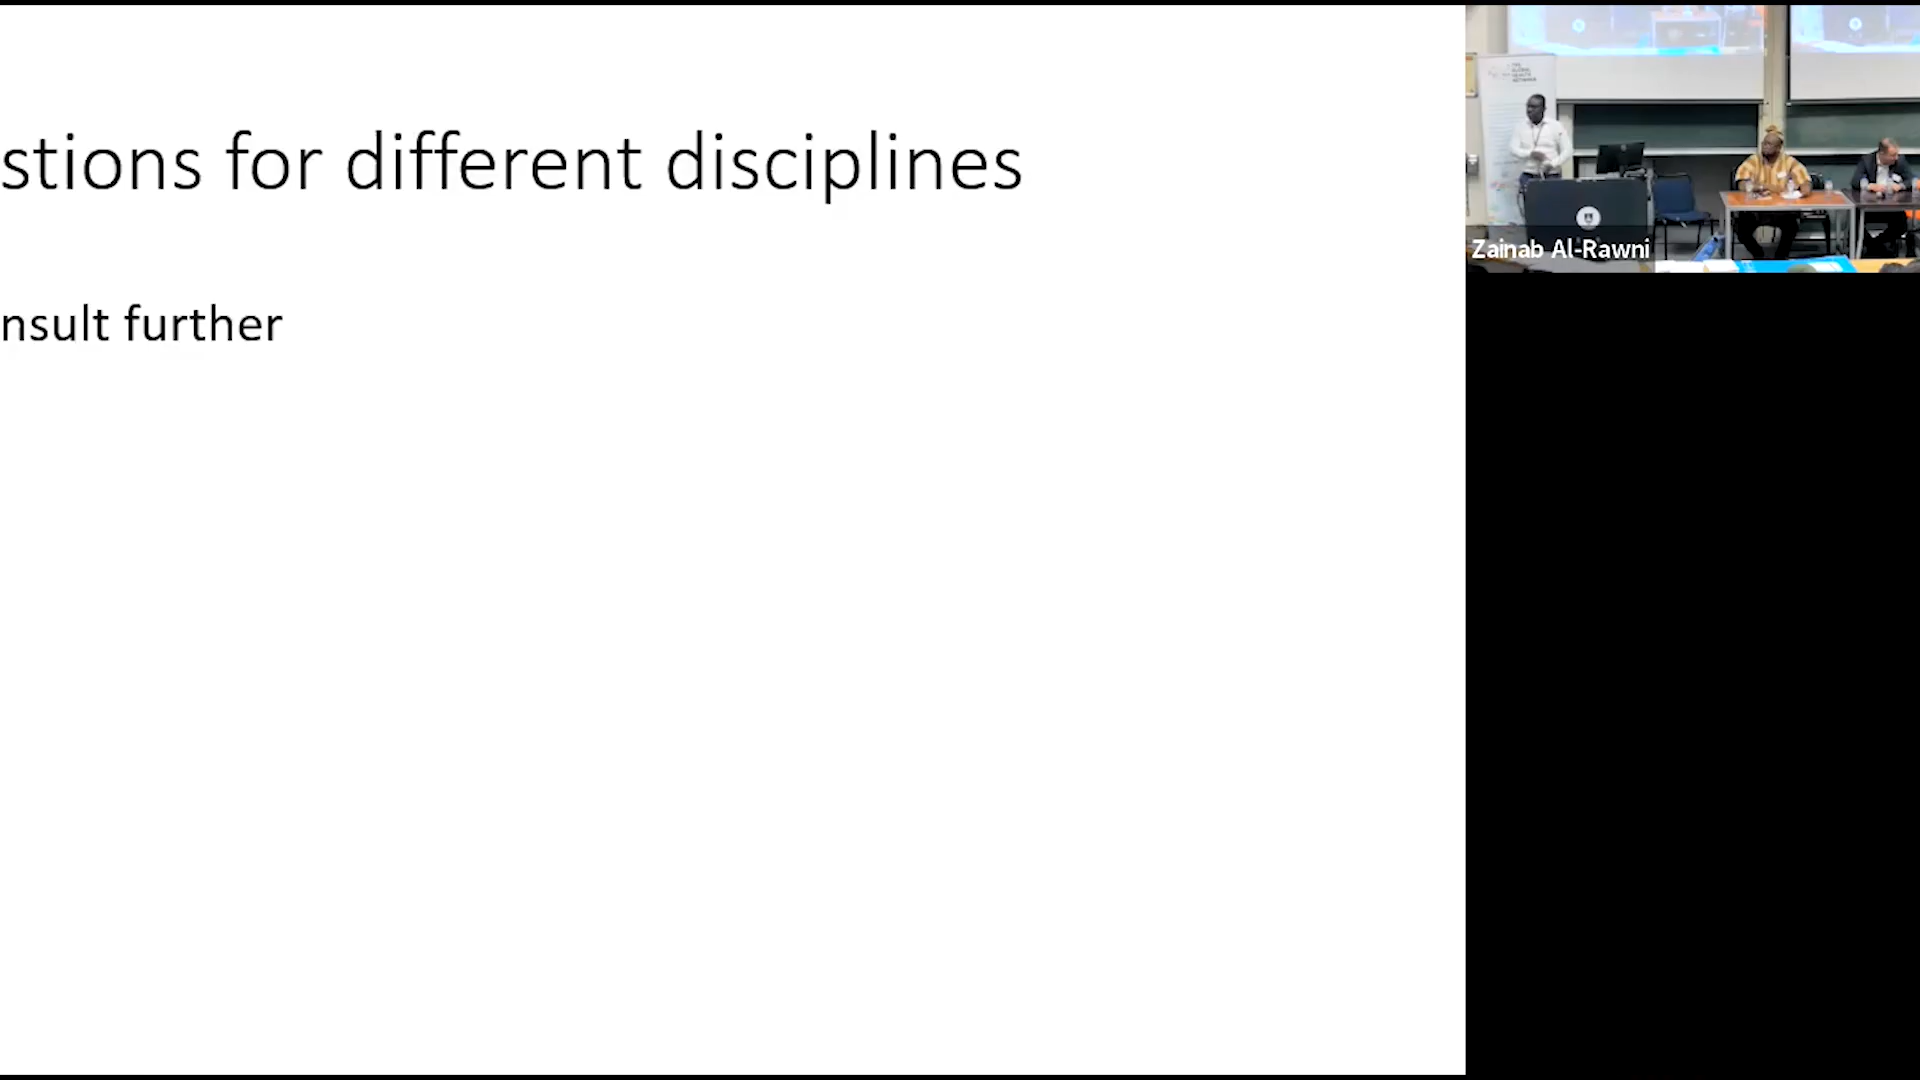 stions for different disciplines
nsult further
Zainab Al-Rawni